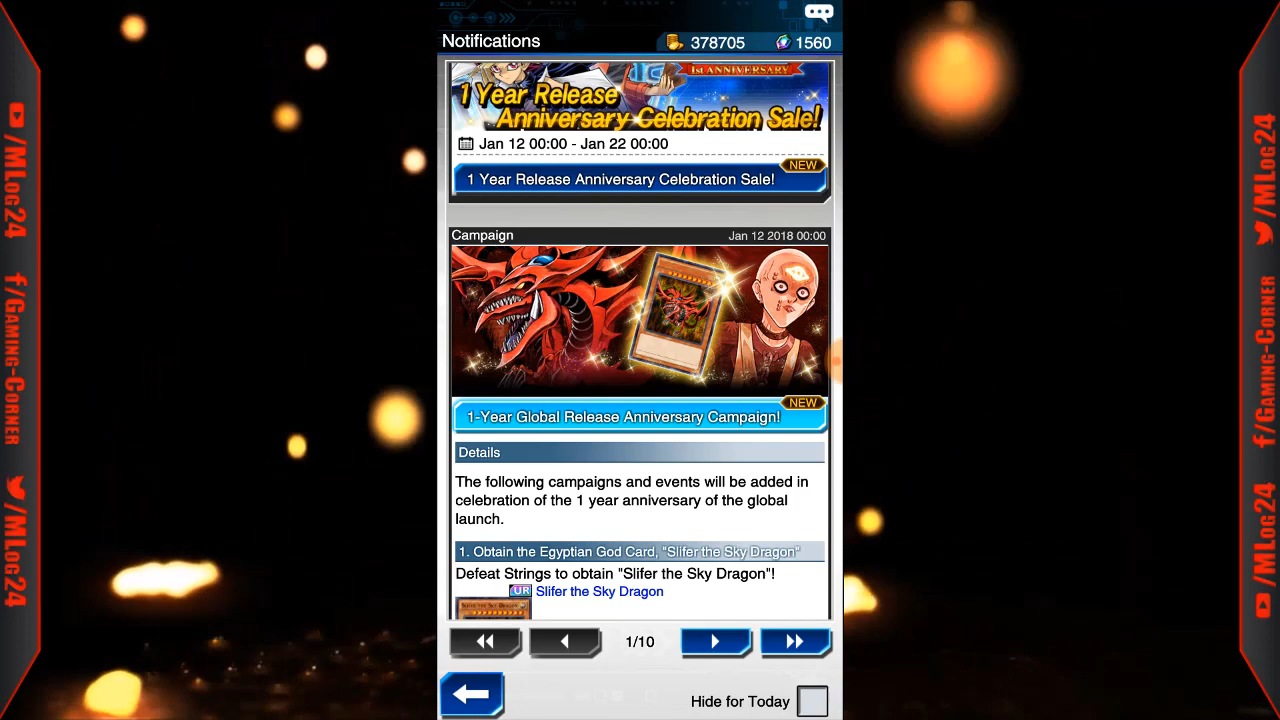 Notifications
378705
1560
1st ANNIVERSARY
1 Year Release
Anniversary Celebration Sale!
Jan 12 00:00 - Jan 22 00:00
NEW
1 Year Release Anniversary Celebration Sale!
Campaign
Jan 12 2018 00:00
NEW
1-Year Global Release Anniversary Campaign!
Details
The following campaigns and events will be added in
celebration of the 1 year anniversary of the global
launch.
1. Obtain the Egyptian God Card, "Slifer the Sky Dragon"
Defeat Strings to obtain "Slifer the Sky Dragon"!
UR
Slifer the Sky Dragon
SLIFER THE SKY DRAGON
1/10
Hide for Today
/MLog24
f/Gaming-Corner
/MLog24
/MLog24
f/Gaming-Corner
/MLog24